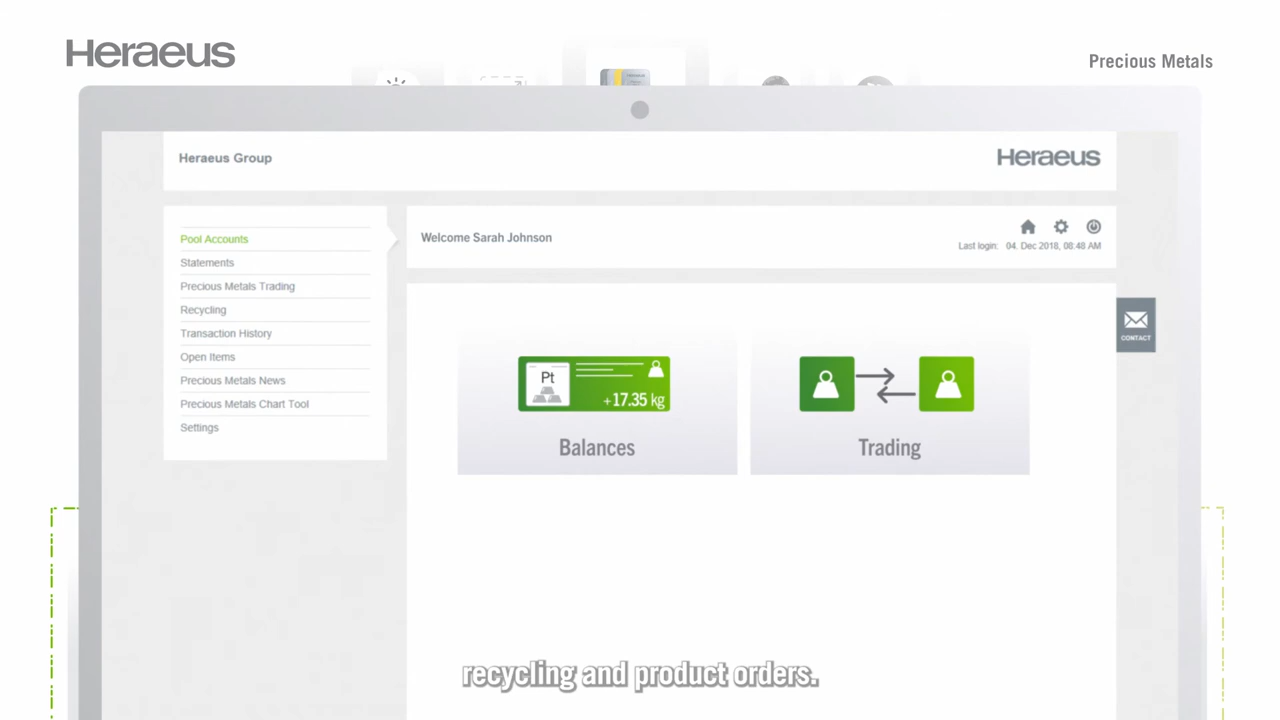 Heraeus
Precious Metals
Heraeus Group
Heraeus
Pool Accounts
Statements
Precious Metals Trading
Recycling
Transaction History
Open Items
Precious Metals News
Precious Metals Chart Tool
Settings
Welcome Sarah Johnson
Last login: 04. Dec 2018, 08:48 AM
CONTACT
Pt
+17.35 kg
Balances
Trading
recycling and product orders.